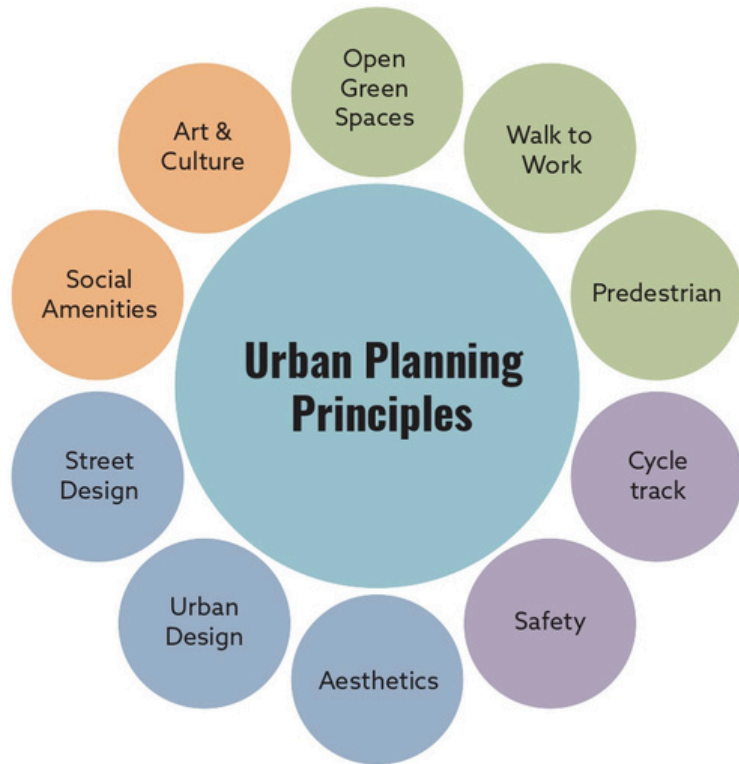 Urban Planning
Principles
Open
Green
Spaces
Walk to
Work
Predestrian
Cycle
track
Safety
Aesthetics
Urban
Design
Street
Design
Social
Amenities
Art &
Culture